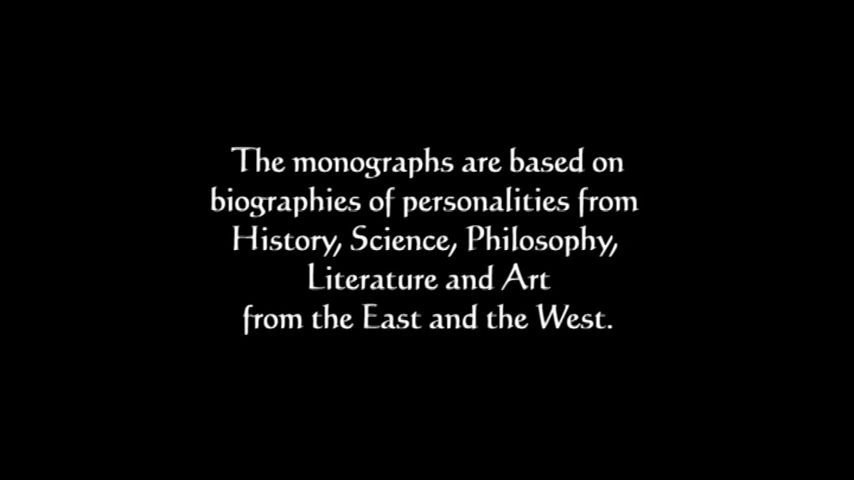 The monographs are based on
biographies of personalities from
History, Science, Philosophy,
Literature and Art
from the East and the West.